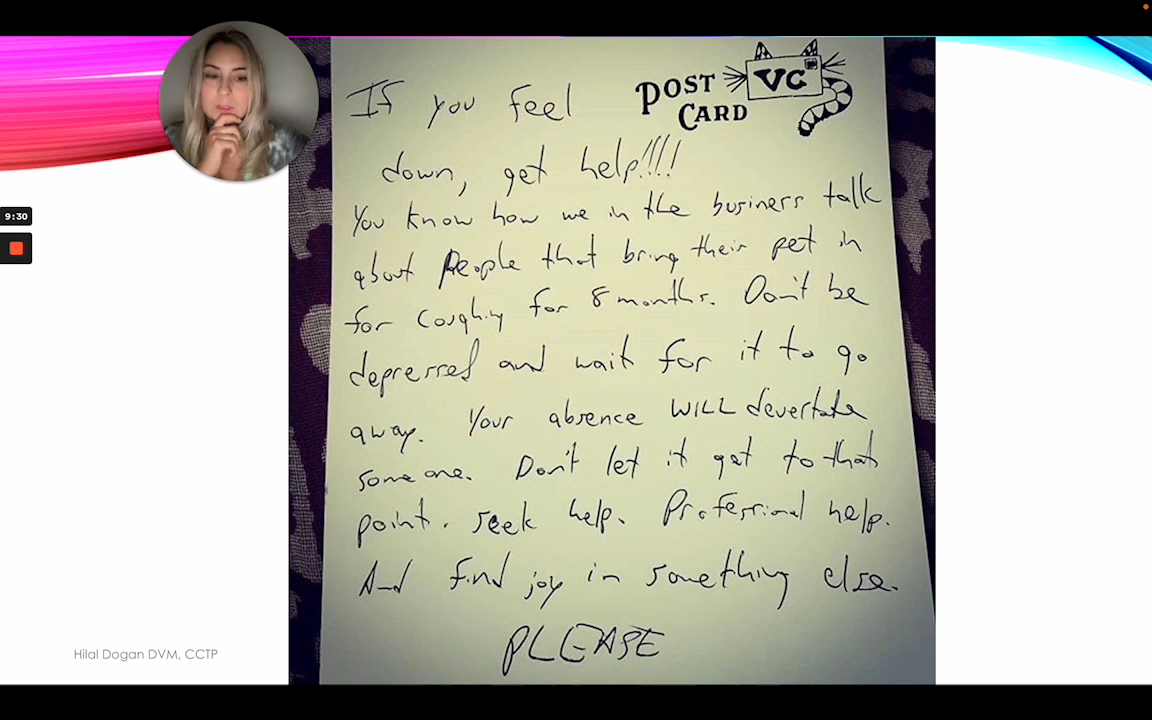 If you feel
POST
CARD
VC
down, get help!!!!
You know how we in the business talk
about People that bring their pet in
for coughing for 8 months. Don't be
depressed and wait for it to go
away. Your absence WILL devestate
someone. Don't let it get to that
point. seek help. Professional help.
And find joy in something else.
PLEASE
9:30
Hilal Dogan DVM, CCTP